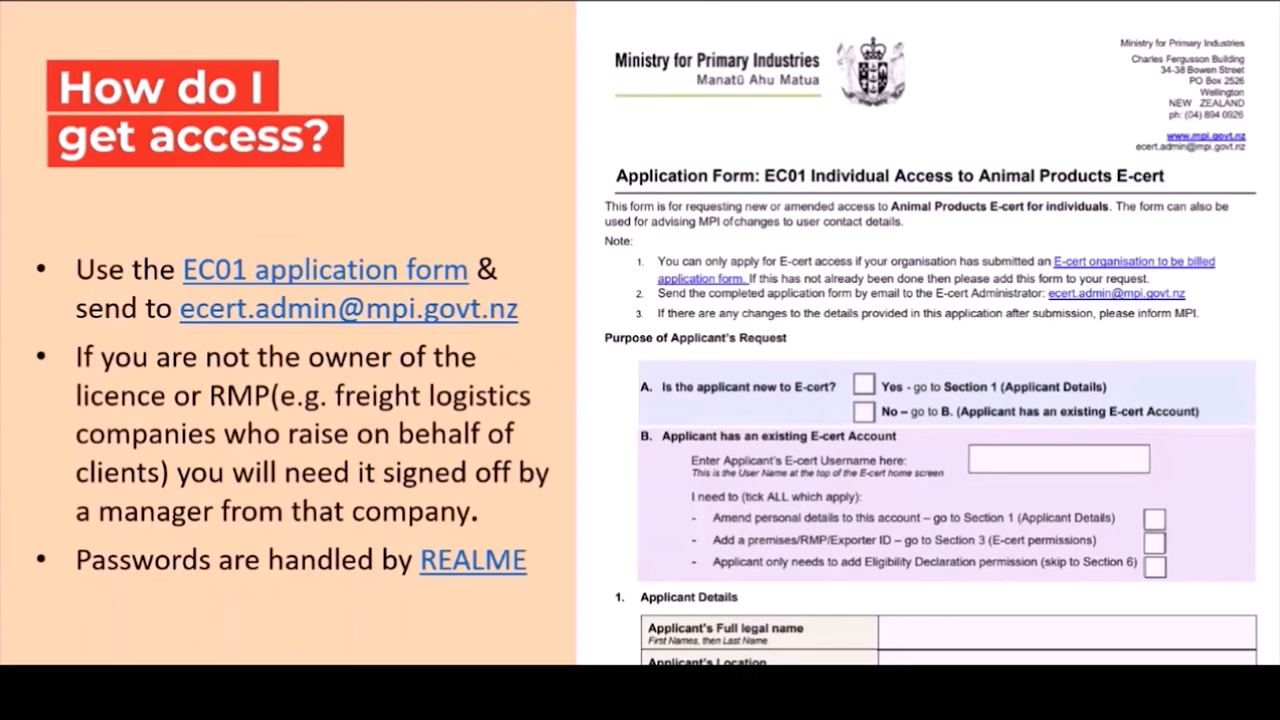 How do I
get access?
• Use the EC01 application form &
send to ecert.admin@mpi.govt.nz
• If you are not the owner of the
licence or RMP(e.g. freight logistics
companies who raise on behalf of
clients) you will need it signed off by
a manager from that company.
• Passwords are handled by REALME
Ministry for Primary Industries
Manatū Ahu Matua
Ministry for Primary Industries
Charles Fergusson Building
34-38 Bowen Street
PO Box 2526
Wellington
NEW ZEALAND
ph: (04) 894 0926
www.mpi.govt.nz
ecert.admin@mpi.govt.nz
Application Form: EC01 Individual Access to Animal Products E-cert
This form is for requesting new or amended access to Animal Products E-cert for individuals. The form can also be
used for advising MPI of changes to user contact details.
Note:
1. You can only apply for E-cert access if your organisation has submitted an E-cert organisation to be billed
application form. If this has not already been done then please add this form to your request.
2. Send the completed application form by email to the E-cert Administrator: ecert.admin@mpi.govt.nz
3. If there are any changes to the details provided in this application after submission, please inform MPI.
Purpose of Applicant's Request
A. Is the applicant new to E-cert? Yes - go to Section 1 (Applicant Details)
No – go to B. (Applicant has an existing E-cert Account)
B. Applicant has an existing E-cert Account
Enter Applicant's E-cert Username here:
This is the User Name at the top of the E-cert home screen
I need to (tick ALL which apply):
- Amend personal details to this account – go to Section 1 (Applicant Details)
- Add a premises/RMP/Exporter ID – go to Section 3 (E-cert permissions)
- Applicant only needs to add Eligibility Declaration permission (skip to Section 6)
1. Applicant Details
Applicant's Full legal name
First Names, then Last Name
Applicant's Location